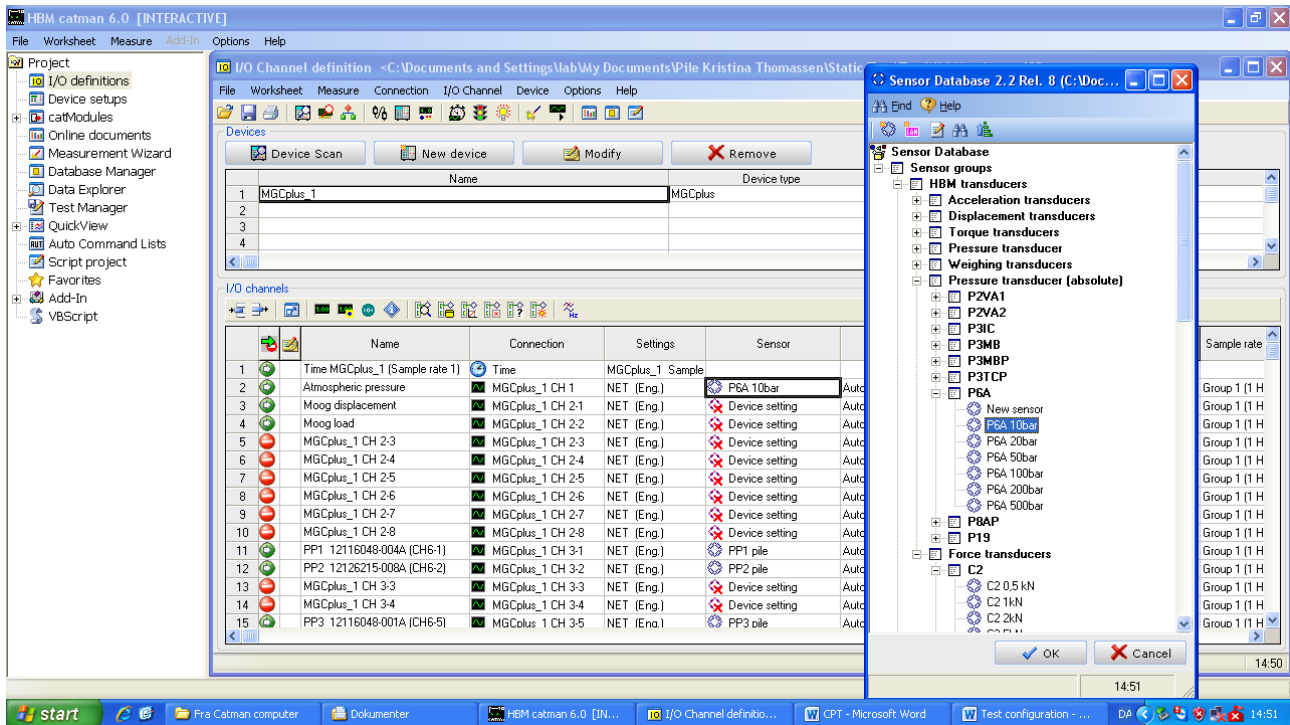 HBM catman 6.0 [INTERACTIVE]
File Worksheet Measure Add-In Options Help
Project
I/O definitions
Device setups
catModules
Online documents
Measurement Wizard
Database Manager
Data Explorer
Test Manager
QuickView
Auto Command Lists
Script project
Favorites
Add-In
VBScript
I/O Channel definition <C:\Documents and Settings\lab\My Documents\Pile Kristina Thomassen\Static
File Worksheet Measure Connection I/O Channel Device Options Help
Devices
Device Scan New device Modify Remove
Name Device type
1 MGCplus_1 MGCplus
2
3
4
I/O channels
Name Connection Settings Sensor Sample rate
1 Time MGCplus_1 (Sample rate 1) Time MGCplus_1 Sample
2 Atmospheric pressure MGCplus_1 CH 1 NET (Eng.) P6A 10bar Auto Group 1 (1 H
3 Moog displacement MGCplus_1 CH 2-1 NET (Eng.) Device setting Auto Group 1 (1 H
4 Moog load MGCplus_1 CH 2-2 NET (Eng.) Device setting Auto Group 1 (1 H
5 MGCplus_1 CH 2-3 MGCplus_1 CH 2-3 NET (Eng.) Device setting Auto Group 1 (1 H
6 MGCplus_1 CH 2-4 MGCplus_1 CH 2-4 NET (Eng.) Device setting Auto Group 1 (1 H
7 MGCplus_1 CH 2-5 MGCplus_1 CH 2-5 NET (Eng.) Device setting Auto Group 1 (1 H
8 MGCplus_1 CH 2-6 MGCplus_1 CH 2-6 NET (Eng.) Device setting Auto Group 1 (1 H
9 MGCplus_1 CH 2-7 MGCplus_1 CH 2-7 NET (Eng.) Device setting Auto Group 1 (1 H
10 MGCplus_1 CH 2-8 MGCplus_1 CH 2-8 NET (Eng.) Device setting Auto Group 1 (1 H
11 PP1 12116048-004A (CH6-1) MGCplus_1 CH 3-1 NET (Eng.) PP1 pile Auto Group 1 (1 H
12 PP2 12126215-008A (CH6-2) MGCplus_1 CH 3-2 NET (Eng.) PP2 pile Auto Group 1 (1 H
13 MGCplus_1 CH 3-3 MGCplus_1 CH 3-3 NET (Eng.) Device setting Auto Group 1 (1 H
14 MGCplus_1 CH 3-4 MGCplus_1 CH 3-4 NET (Eng.) Device setting Auto Group 1 (1 H
15 PP3 12116048-001A (CH6-5) MGCplus_1 CH 3-5 NET (Eng.) PP3 pile Auto Group 1 (1 H
14:50
Sensor Database 2.2 Rel. 8 (C:\Doc...
Find Help
Sensor Database
Sensor groups
HBM transducers
Acceleration transducers
Displacement transducers
Torque transducers
Pressure transducer
Weighing transducers
Pressure transducer (absolute)
P2VA1
P2VA2
P3IC
P3MB
P3MBP
P3TCP
P6A
New sensor
P6A 10bar
P6A 20bar
P6A 50bar
P6A 100bar
P6A 200bar
P6A 500bar
P8AP
P19
Force transducers
C2
C2 0,5 kN
C2 1kN
C2 2kN
OK Cancel
14:51
start Fra Catman computer Dokumenter HBM catman 6.0 [IN... I/O Channel definitio... CPT - Microsoft Word Test configuration - ... DA 14:51